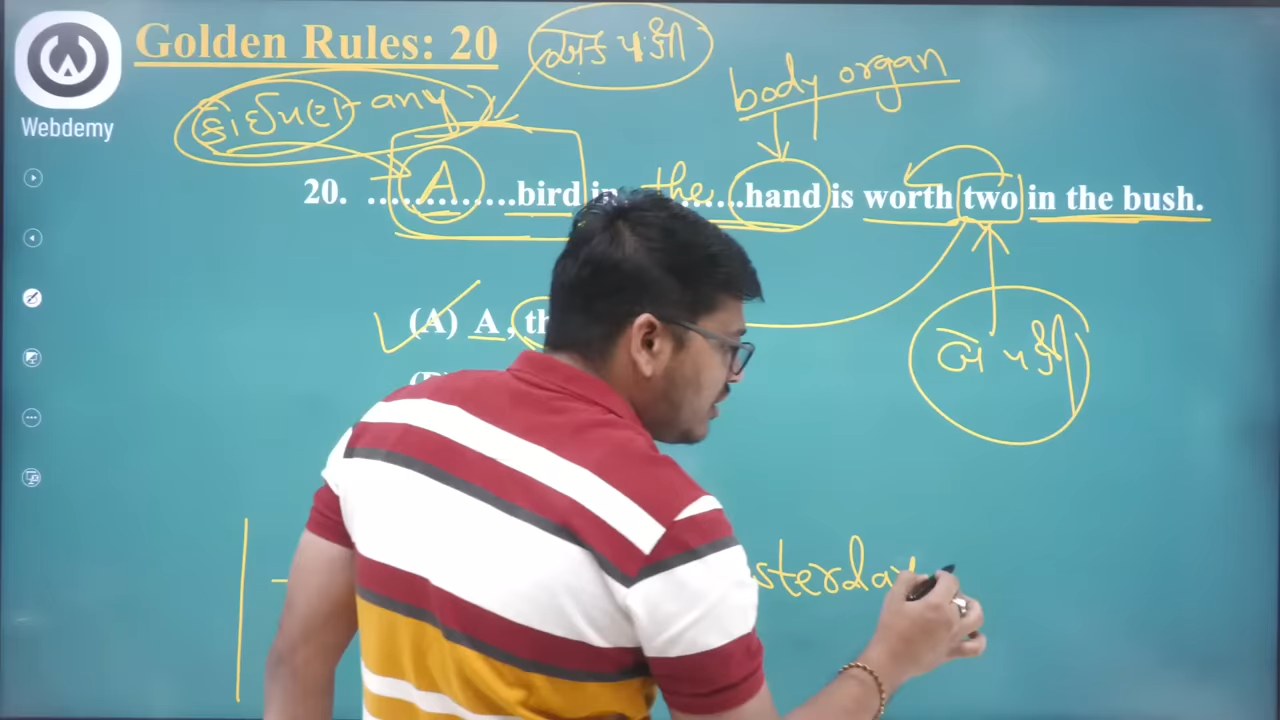 Golden Rules: 20
એક પક્ષી
body organ
Webdemy
કોઈપણ - any
20. ....A....bird in the ......hand is worth two in the bush.
(A) A, th
બે પક્ષી
sterday